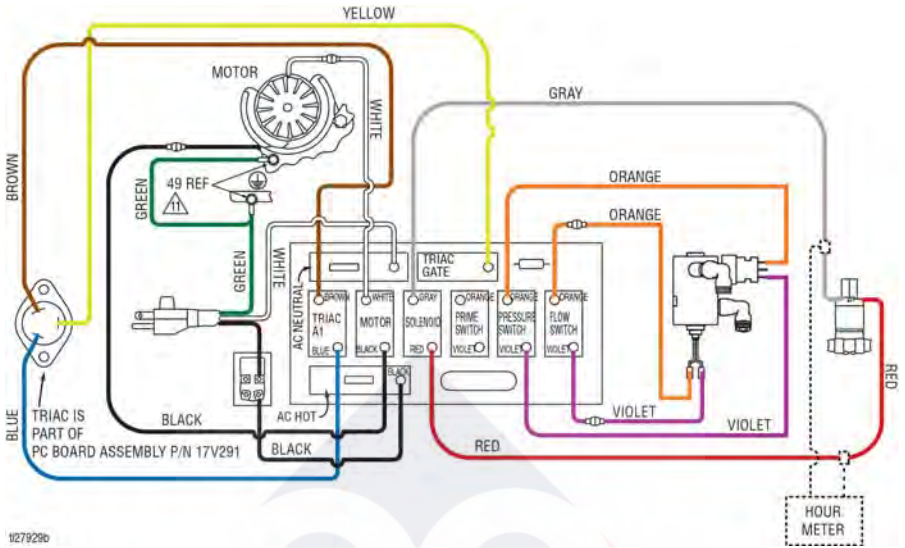 YELLOW
MOTOR
WHITE
GRAY
BROWN
GREEN
49 REF
11
ORANGE
ORANGE
GREEN
WHITE
AC NEUTRAL
TRIAC
GATE
BROWN
WHITE
GRAY
ORANGE
ORANGE
ORANGE
TRIAC
A1
MOTOR
SOLENOID
PRIME
SWITCH
PRESSURE
SWITCH
FLOW
SWITCH
BLUE
BLACK
RED
VIOLET
VIOLET
VIOLET
BLACK
AC HOT
RED
BLUE
TRIAC IS
PART OF
PC BOARD ASSEMBLY P/N 17V291
BLACK
BLACK
RED
VIOLET
VIOLET
HOUR
METER
ti27929b